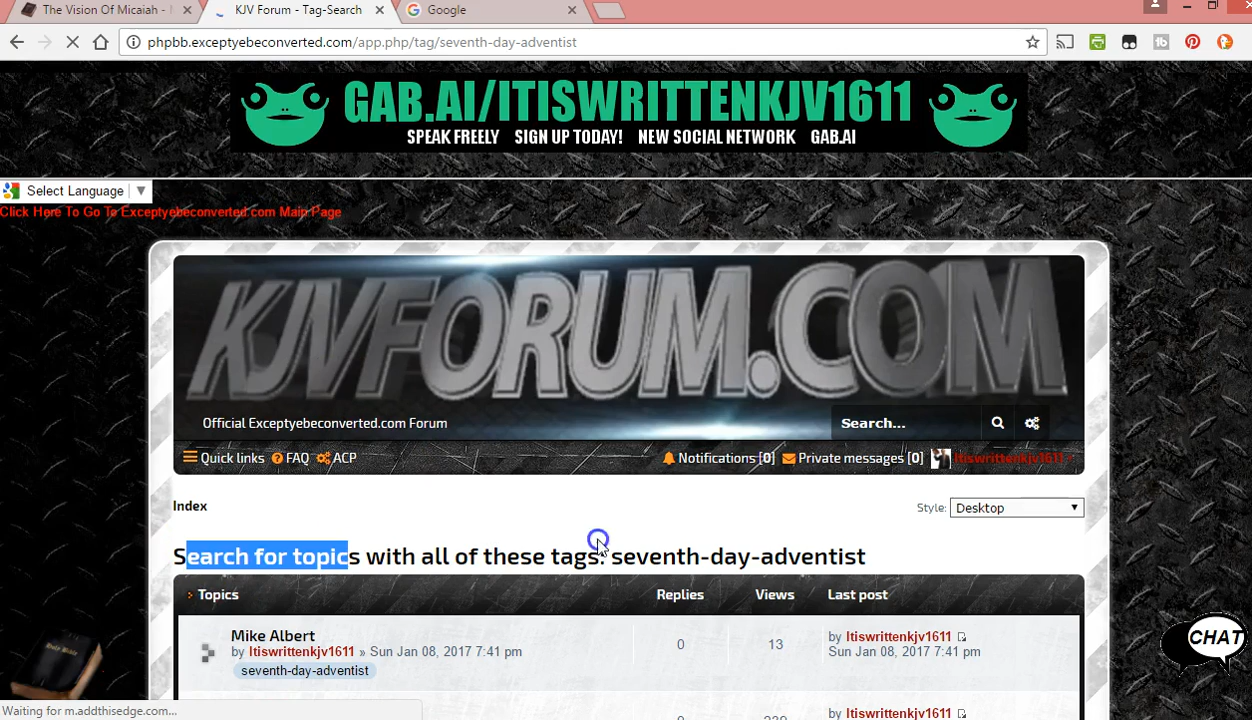 The Vision Of Micaiah -
KJV Forum - Tag-Search
Google
phpbb.exceptyebeconverted.com/app.php/tag/seventh-day-adventist
GAB.AI/ITISWRITTENKJV1611
SPEAK FREELY SIGN UP TODAY! NEW SOCIAL NETWORK GAB.AI
Select Language
Click Here To Go To Exceptyebeconverted.com Main Page
KJVFORUM.COM
Official Exceptyebeconverted.com Forum
Search...
Quick links FAQ ACP
Notifications [0] Private messages [0] Itiswrittenkjv1611
Index
Style: Desktop
Search for topics with all of these tags: seventh-day-adventist
Topics Replies Views Last post
Mike Albert
by Itiswrittenkjv1611 » Sun Jan 08, 2017 7:41 pm
seventh-day-adventist
0
13
by Itiswrittenkjv1611
Sun Jan 08, 2017 7:41 pm
CHAT
by Itiswrittenkjv1611
Waiting for m.addthisedge.com...